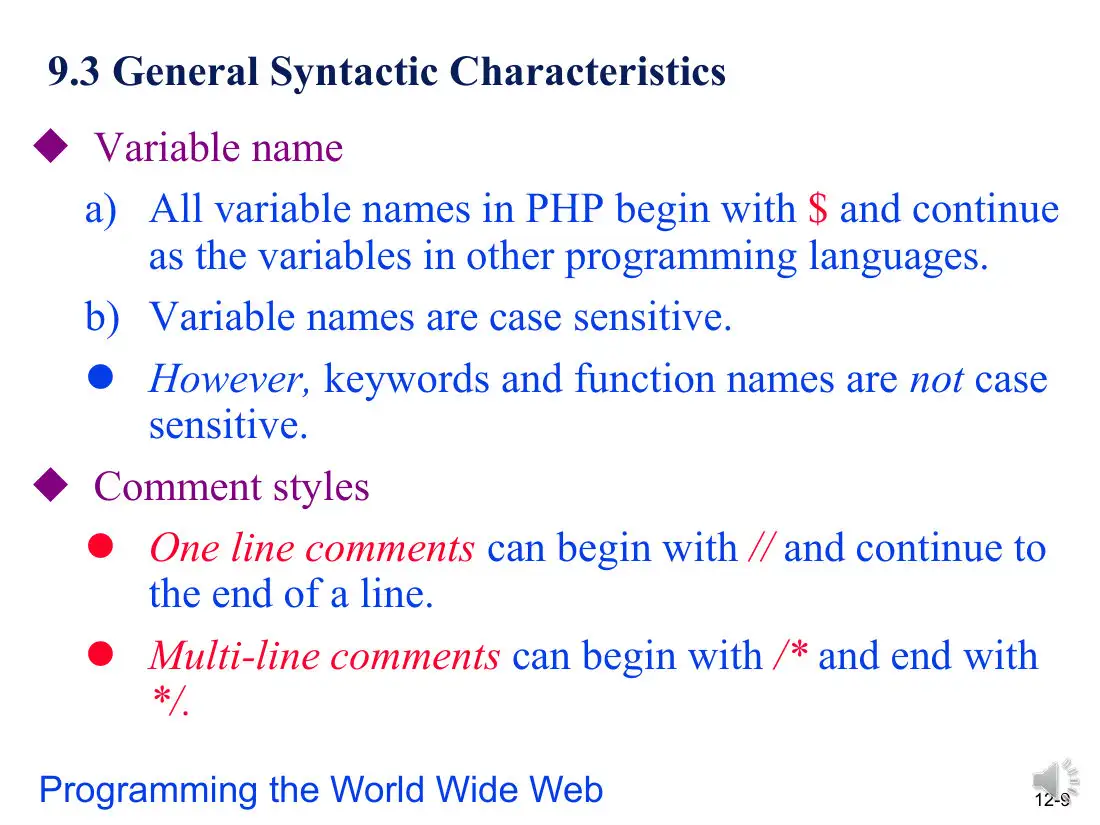 9.3 General Syntactic Characteristics
Variable name
a) All variable names in PHP begin with $ and continue
as the variables in other programming languages.
b) Variable names are case sensitive.
However, keywords and function names are not case
sensitive.
Comment styles
One line comments can begin with // and continue to
the end of a line.
Multi-line comments can begin with /* and end with
*/.
Programming the World Wide Web
12-9